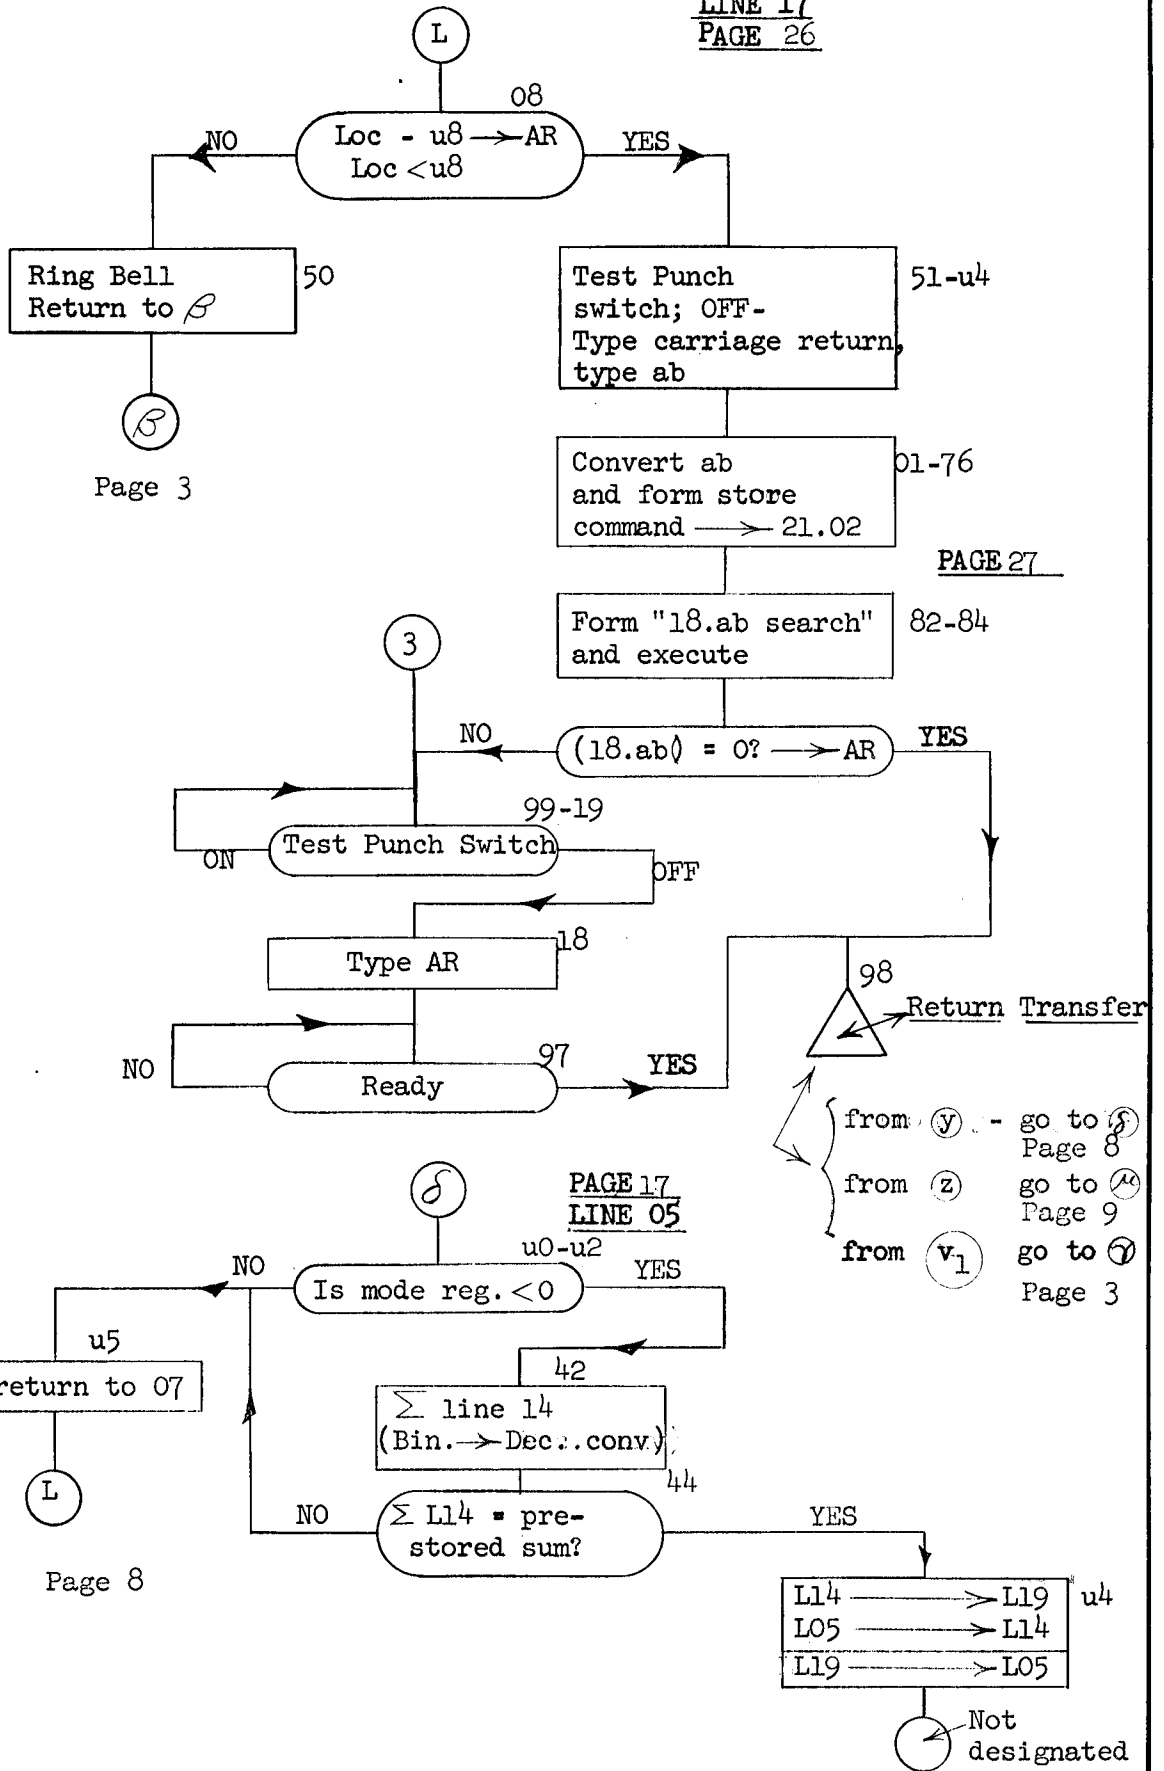 LINE 17
PAGE 26
L
08
Loc - u8 → AR
Loc < u8
NO
YES
Ring Bell
Return to β
50
β
Page 3
Test Punch
switch; OFF-
Type carriage return,
type ab
51-u4
Convert ab
and form store
command → 21.02
01-76
PAGE 27
Form "18.ab search"
and execute
82-84
3
NO
(18.ab) = 0? → AR
YES
99-19
Test Punch Switch
ON
OFF
18
Type AR
98
Return Transfer
NO
97
Ready
YES
from y - go to δ
Page 8
from z go to μ
Page 9
from v1 go to γ
Page 3
δ
PAGE 17
LINE 05
u0-u2
NO
Is mode reg. < 0
YES
u5
return to 07
L
Page 8
42
Σ line 14
(Bin. → Dec. conv.)
44
NO
Σ L14 = pre-
stored sum?
YES
L14 → L19
L05 → L14
L19 → L05
u4
Not
designated